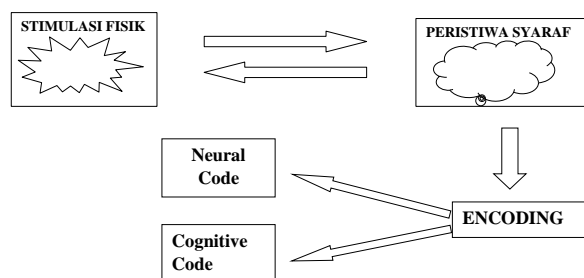 STIMULASI FISIK
PERISTIWA SYARAF
Neural
Code
ENCODING
Cognitive
Code